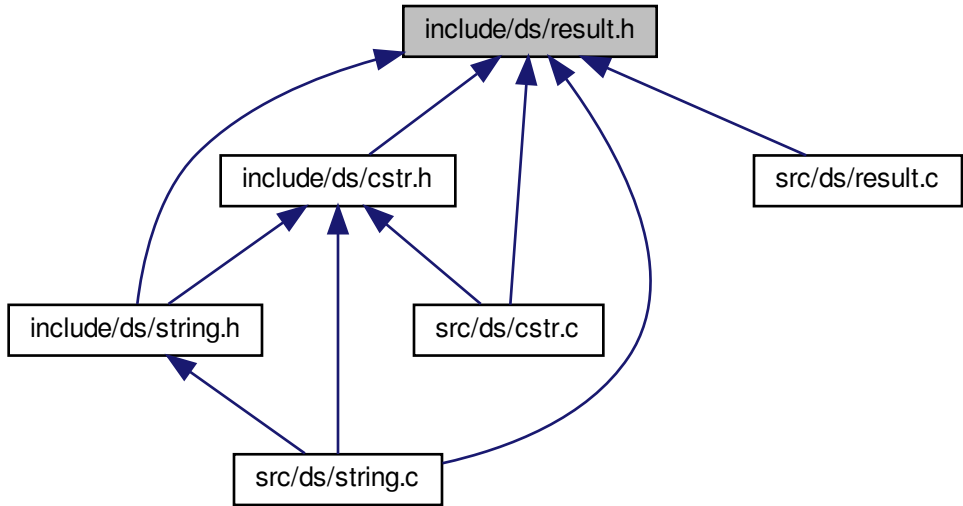 include/ds/result.h
include/ds/cstr.h
src/ds/result.c
include/ds/string.h
src/ds/cstr.c
src/ds/string.c